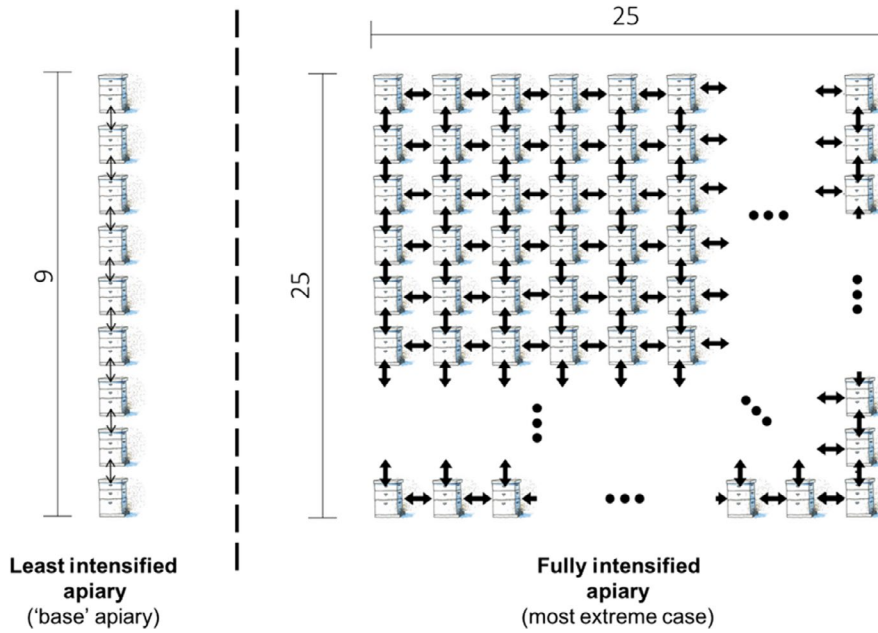 25
9
25
Least intensified
apiary
(‘base’ apiary)
Fully intensified
apiary
(most extreme case)